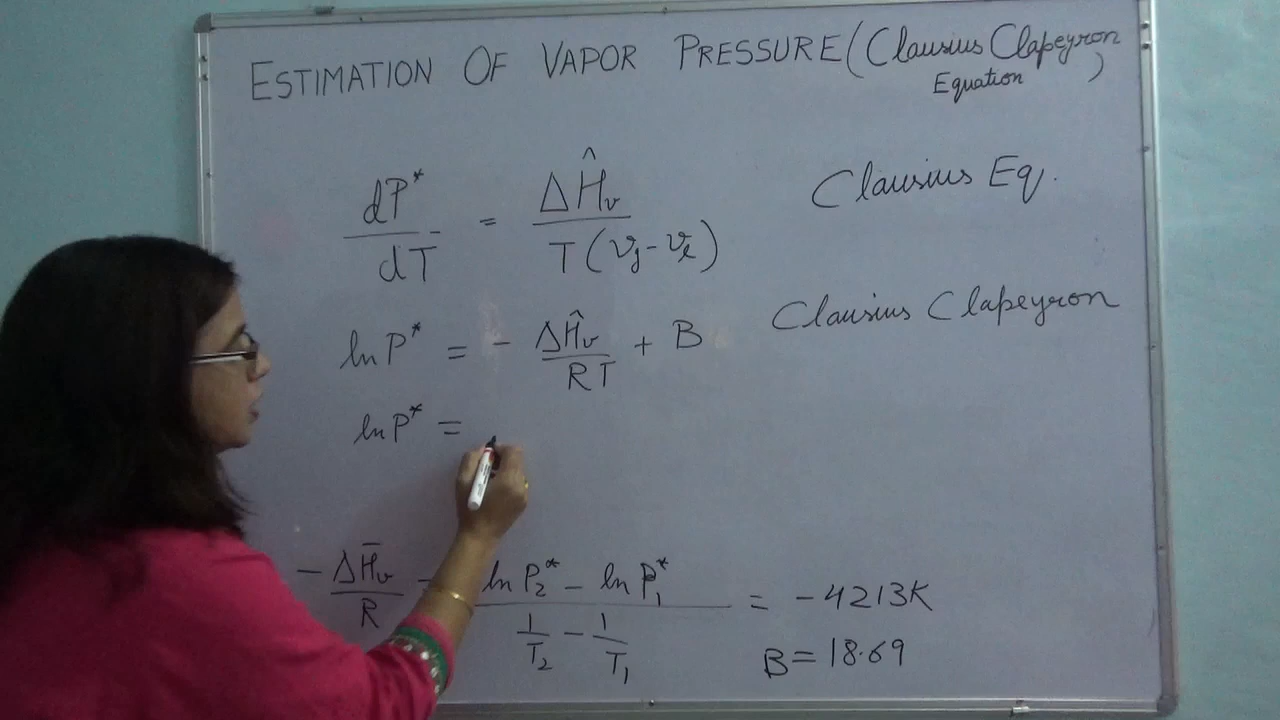 ESTIMATION OF VAPOR PRESSURE (Clausius Clapeyron
Equation )
dP* / dT = ΔĤv / T(Vg - Vl)
Clausius Eq.
ln P* = - ΔĤv / RT + B
Clausius Clapeyron
ln P* =
- ΔH̄v / R = ln P2* - ln P1* / 1/T2 - 1/T1 = -4213K
B = 18.69